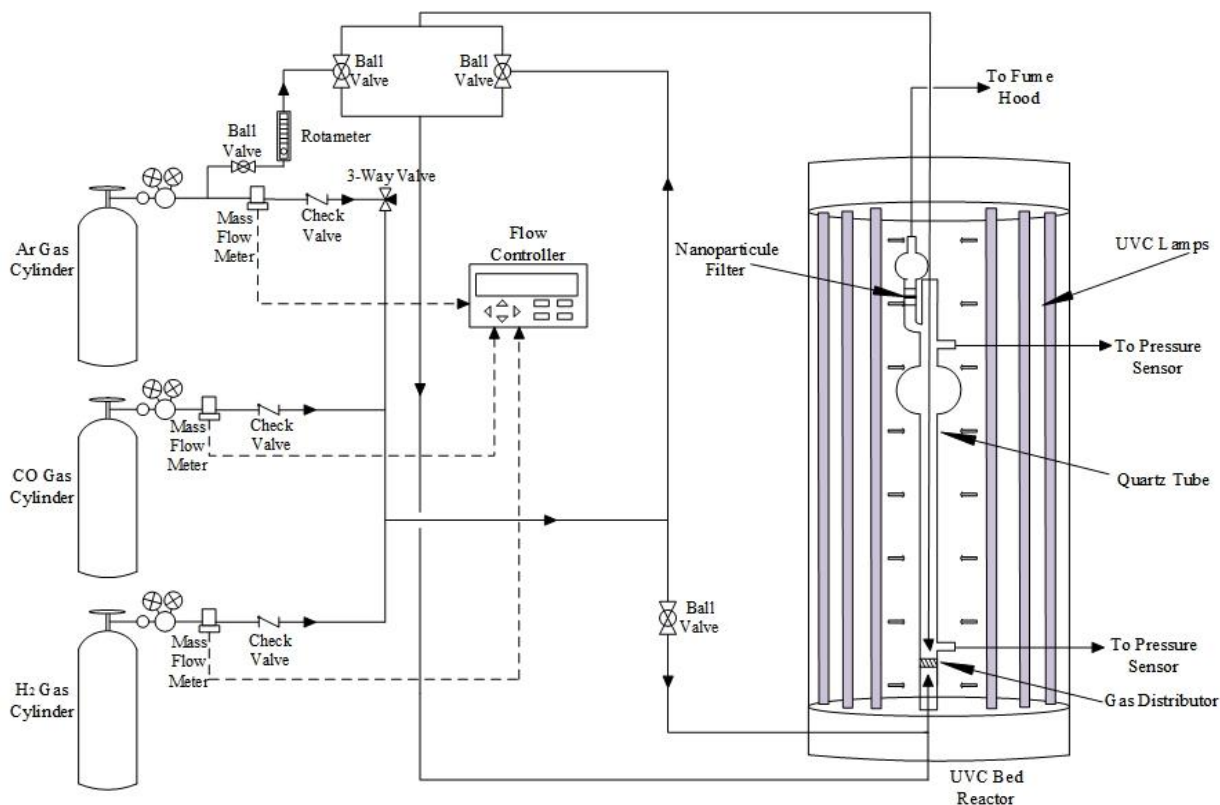 Ball
Valve
Ball
Valve
To Fume
Hood
Ball
Valve
Rotameter
3-Way Valve
Mass
Flow
Meter
Check
Valve
Ar Gas
Cylinder
Flow
Controller
Nanoparticule
Filter
UVC Lamps
To Pressure
Sensor
Mass
Flow
Meter
Check
Valve
CO Gas
Cylinder
Quartz Tube
Ball
Valve
Mass
Flow
Meter
Check
Valve
To Pressure
Sensor
H2 Gas
Cylinder
Gas Distributor
UVC Bed
Reactor